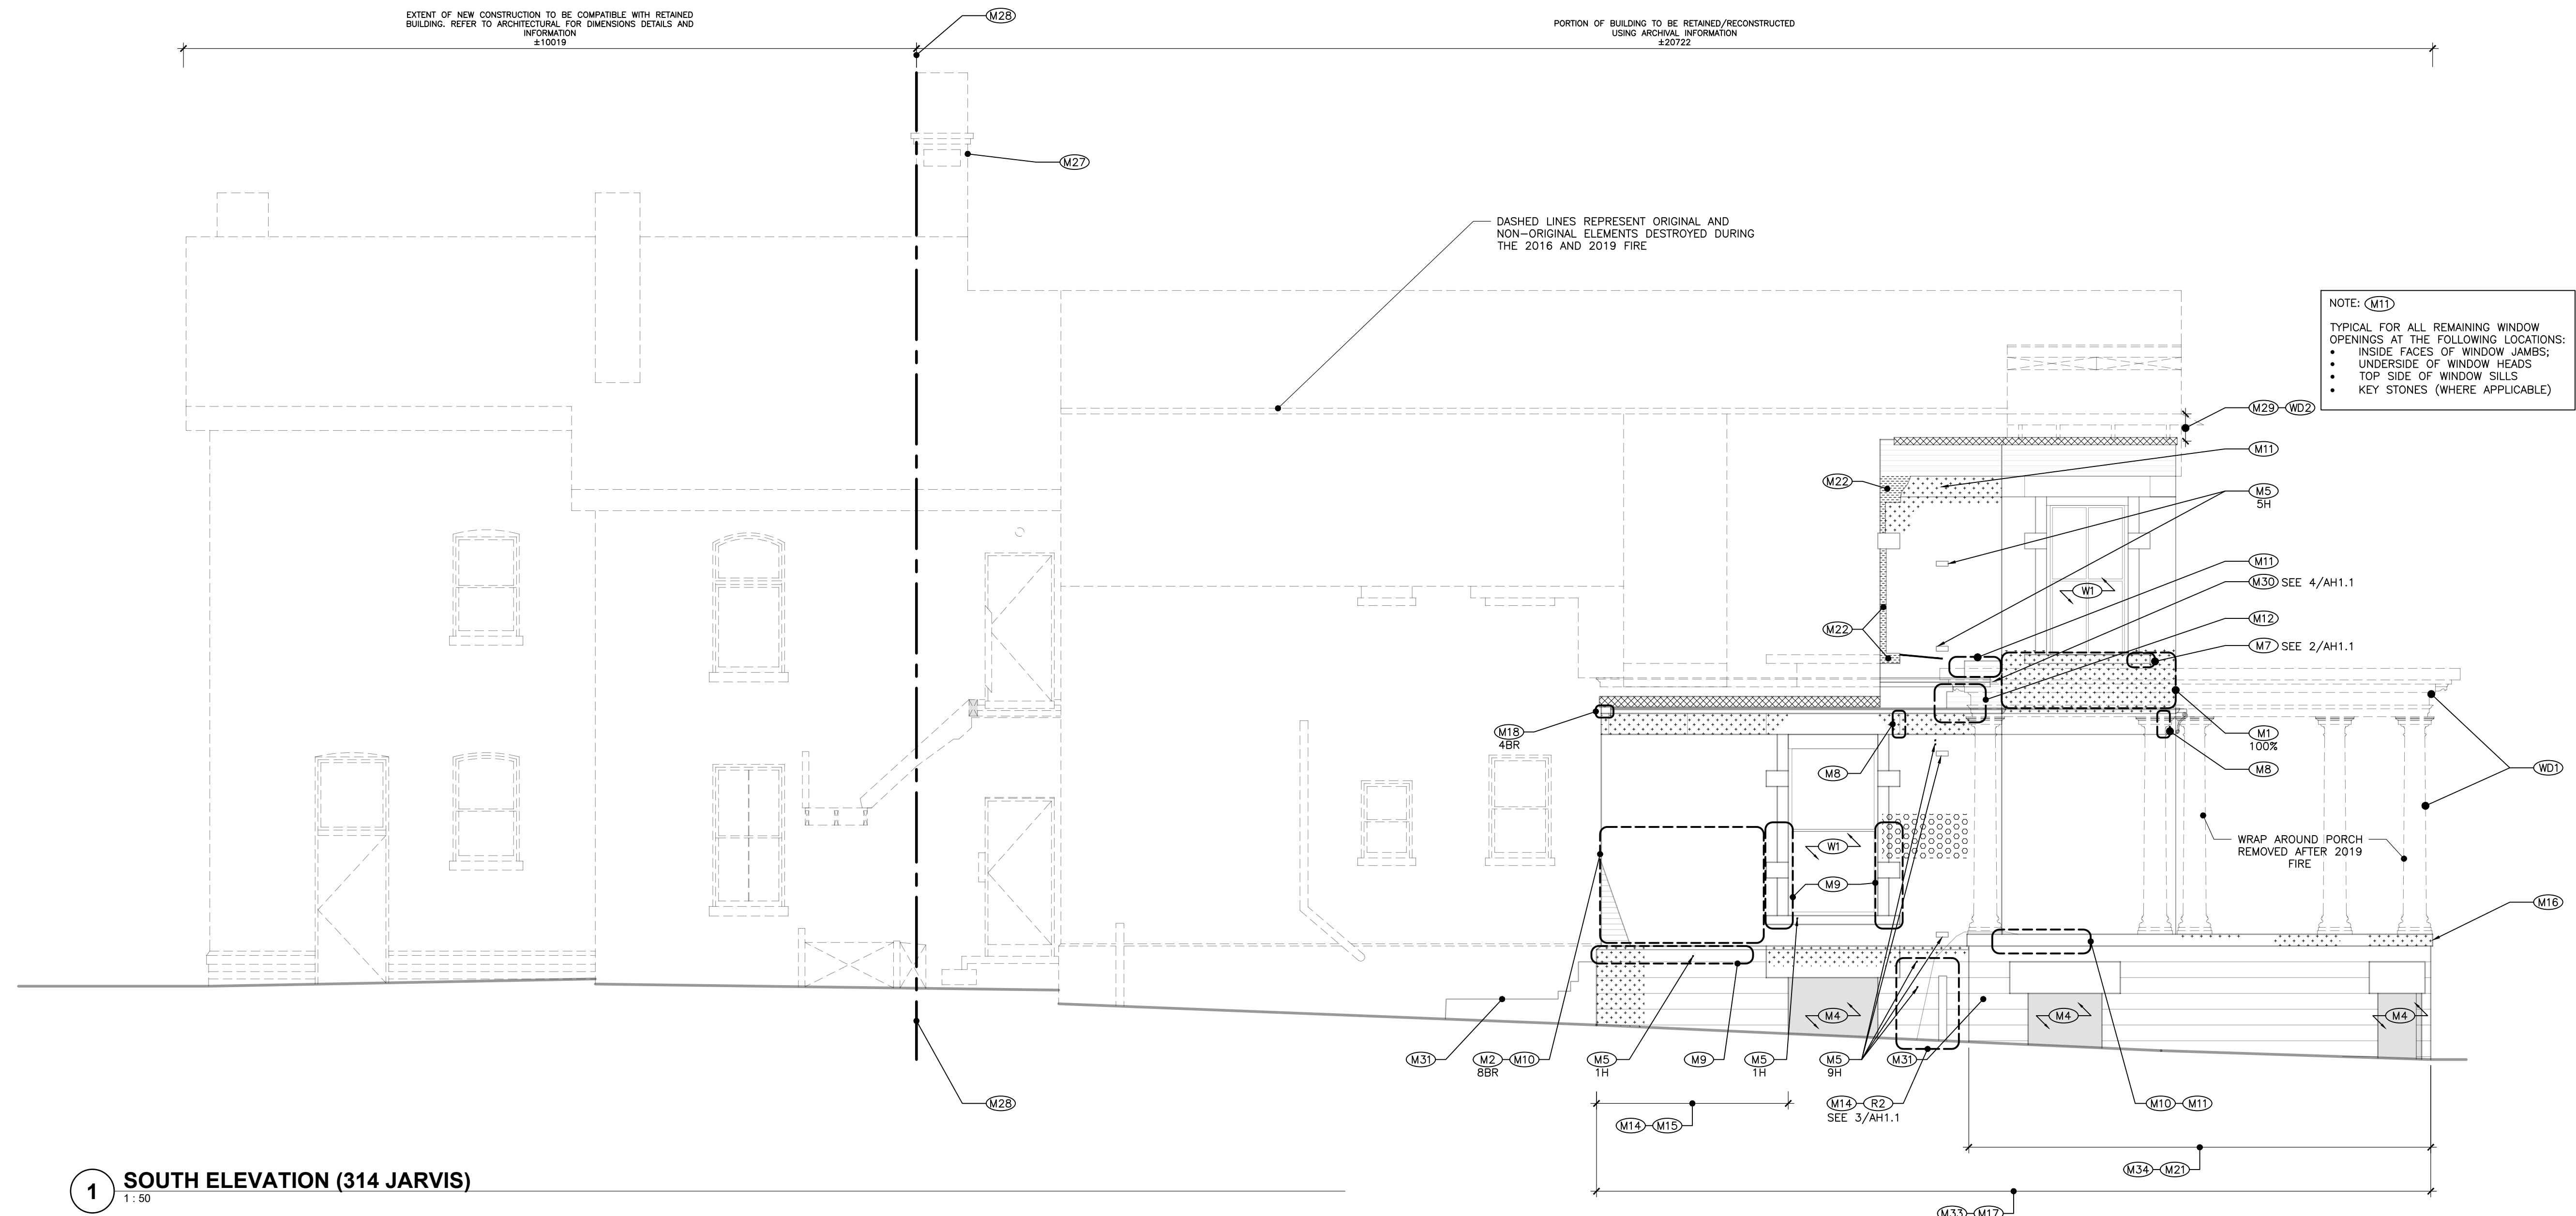 EXTENT OF NEW CONSTRUCTION TO BE COMPATIBLE WITH RETAINED
BUILDING. REFER TO ARCHITECTURAL FOR DIMENSIONS DETAILS AND
INFORMATION
±10019
M28
PORTION OF BUILDING TO BE RETAINED/RECONSTRUCTED
USING ARCHIVAL INFORMATION
±20722
M27
DASHED LINES REPRESENT ORIGINAL AND
NON-ORIGINAL ELEMENTS DESTROYED DURING
THE 2016 AND 2019 FIRE
NOTE: M11
TYPICAL FOR ALL REMAINING WINDOW
OPENINGS AT THE FOLLOWING LOCATIONS:
• INSIDE FACES OF WINDOW JAMBS;
• UNDERSIDE OF WINDOW HEADS
• TOP SIDE OF WINDOW SILLS
• KEY STONES (WHERE APPLICABLE)
M29 WD2
M11
M22
M5
5H
M11
M30 SEE 4/AH1.1
W1
M12
M22
M7 SEE 2/AH1.1
M18
4BR
M1
100%
M8
M8
WD1
WRAP AROUND PORCH
REMOVED AFTER 2019
FIRE
W1
M9
M16
M4
M4
M4
M31
M2 M10
8BR
M5
1H
M9
M5
1H
M5
9H
M31
M28
M14 R2
SEE 3/AH1.1
M10 M11
M14 M15
M34 M21
M33 M17
1
SOUTH ELEVATION (314 JARVIS)
1 : 50